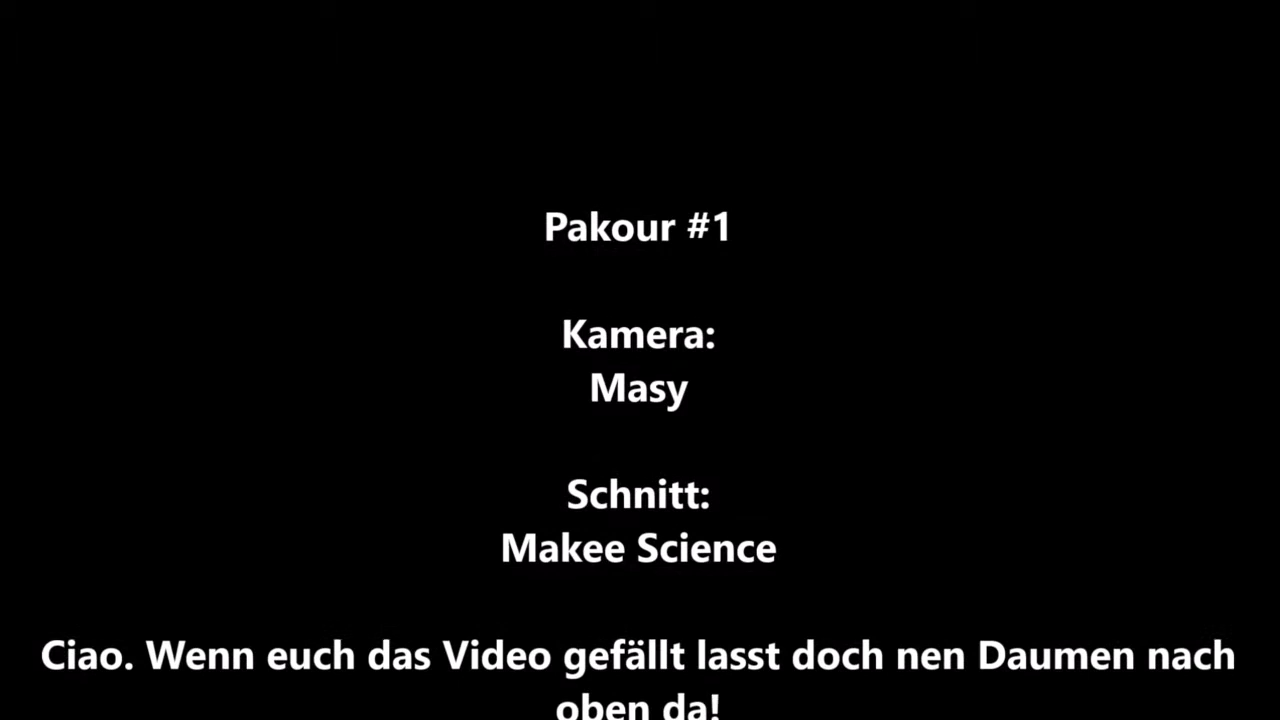 Pakour #1
Kamera:
Masy
Schnitt:
Makee Science
Ciao. Wenn euch das Video gefällt lasst doch nen Daumen nach
oben da!